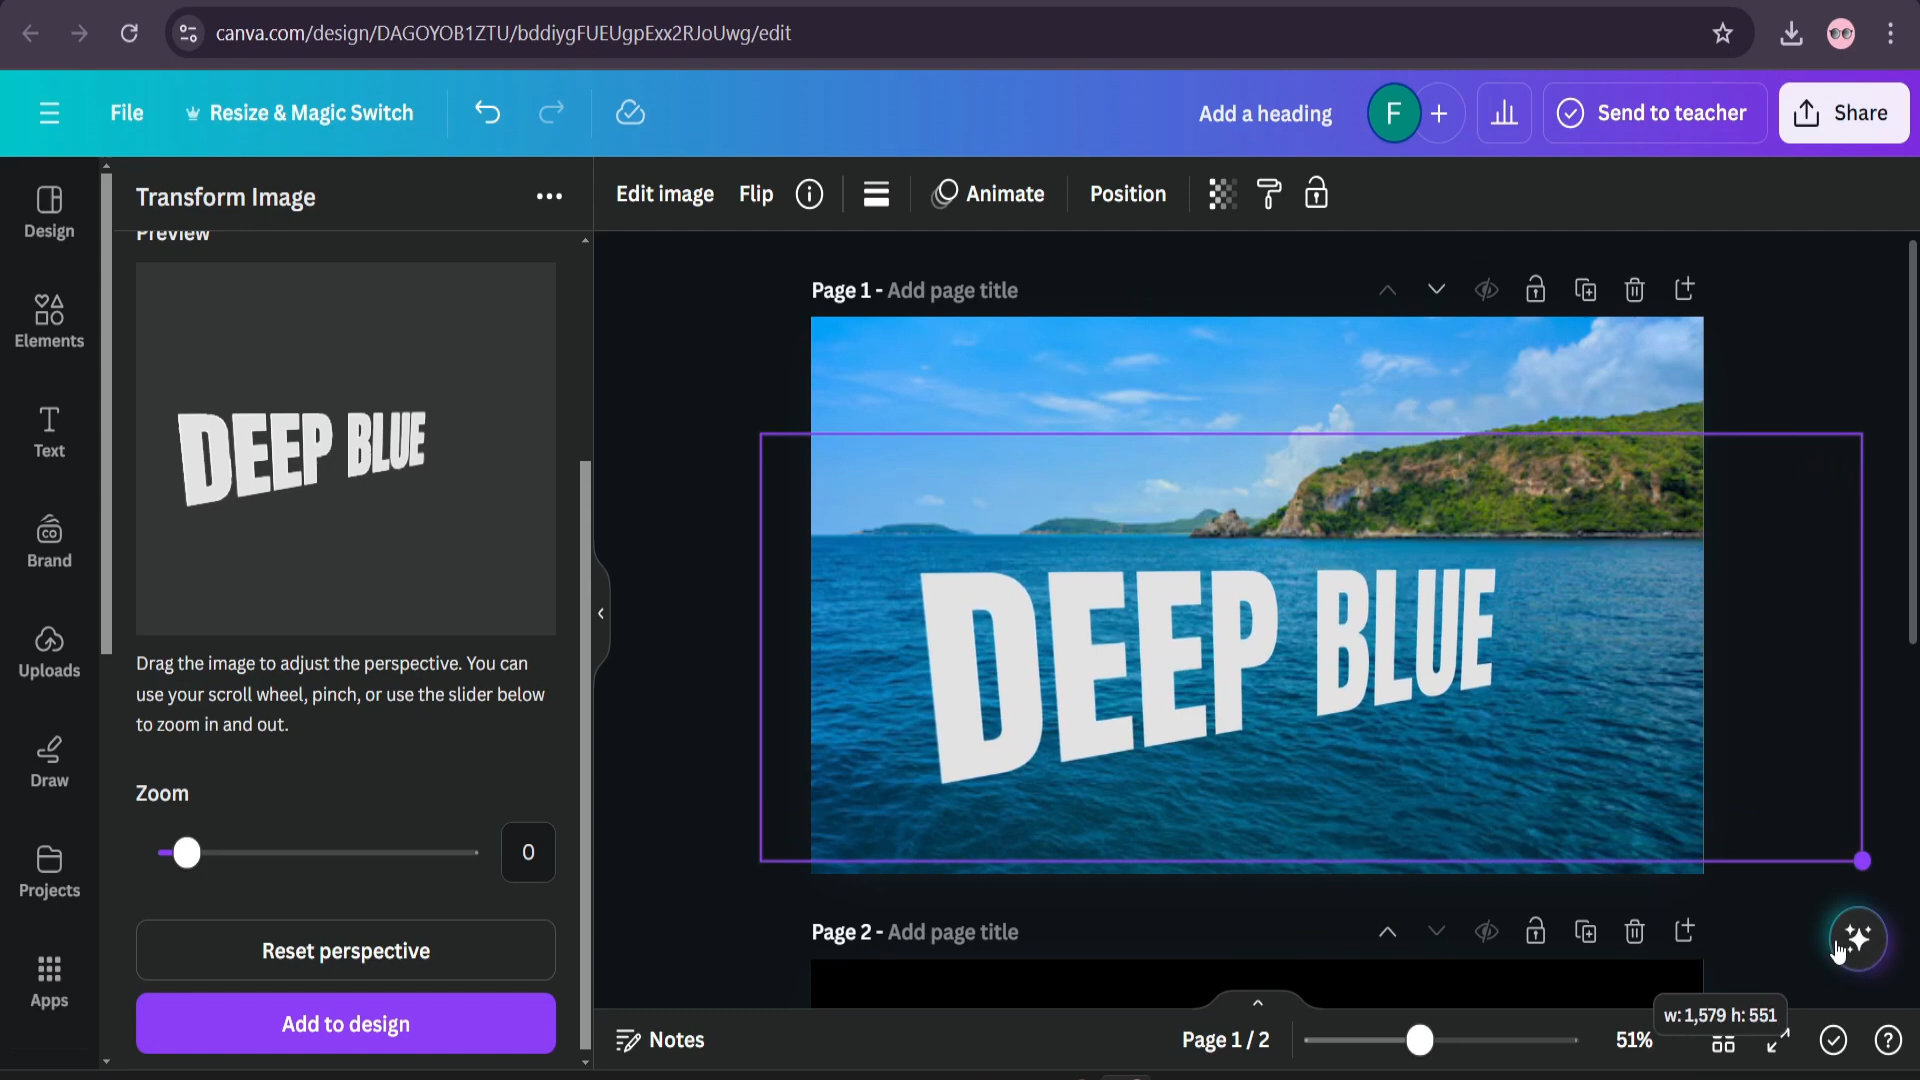 canva.com/design/DAGOYOB1ZTU/bddiygFUEUgpExx2RJoUwg/edit
File
Resize & Magic Switch
Add a heading
F
Send to teacher
Share
Design
Elements
Text
Brand
Uploads
Draw
Projects
Apps
Transform Image
Preview
DEEP BLUE
Drag the image to adjust the perspective. You can
use your scroll wheel, pinch, or use the slider below
to zoom in and out.
Zoom
0
Reset perspective
Add to design
Edit image
Flip
Animate
Position
Page 1 - Add page title
DEEP BLUE
Page 2 - Add page title
w: 1,579 h: 551
Notes
Page 1 / 2
51%